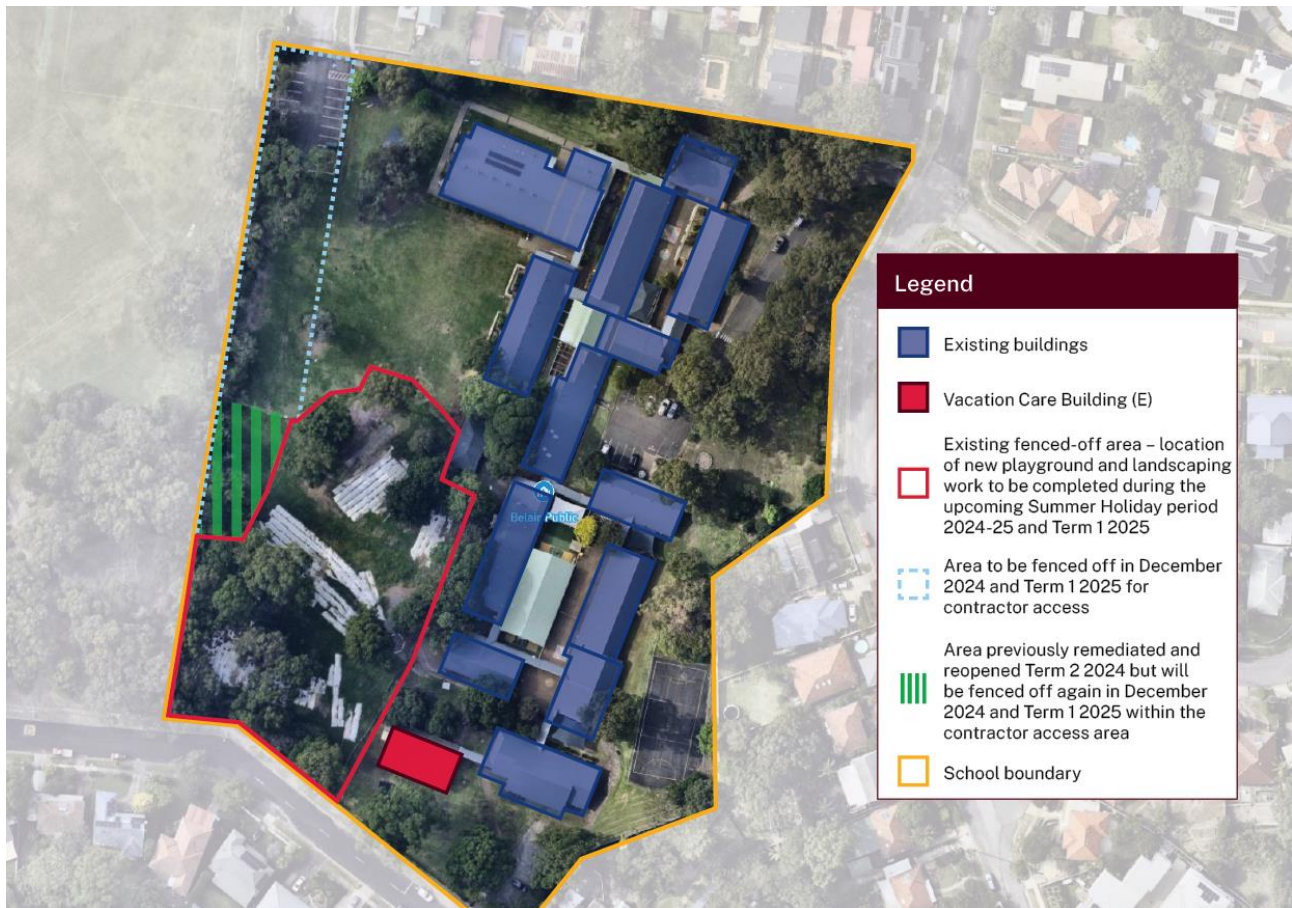 Belair Public
Legend
Existing buildings
Vacation Care Building (E)
Existing fenced-off area – location
of new playground and landscaping
work to be completed during the
upcoming Summer Holiday period
2024-25 and Term 1 2025
Area to be fenced off in December
2024 and Term 1 2025 for
contractor access
Area previously remediated and
reopened Term 2 2024 but will
be fenced off again in December
2024 and Term 1 2025 within the
contractor access area
School boundary